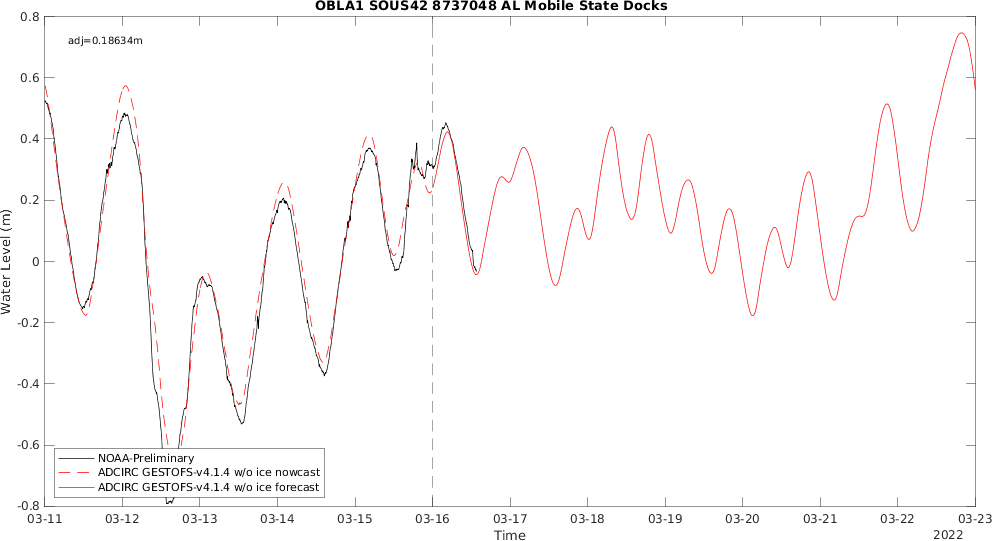 OBLA1 SOUS42 8737048 AL Mobile State Docks
adj=0.18634m
Water Level (m)
0.8
0.6
0.4
0.2
0
-0.2
-0.4
-0.6
-0.8
NOAA-Preliminary
ADCIRC GESTOFS-v4.1.4 w/o ice nowcast
ADCIRC GESTOFS-v4.1.4 w/o ice forecast
03-11 03-12 03-13 03-14 03-15 03-16 03-17 03-18 03-19 03-20 03-21 03-22 03-23
Time
2022